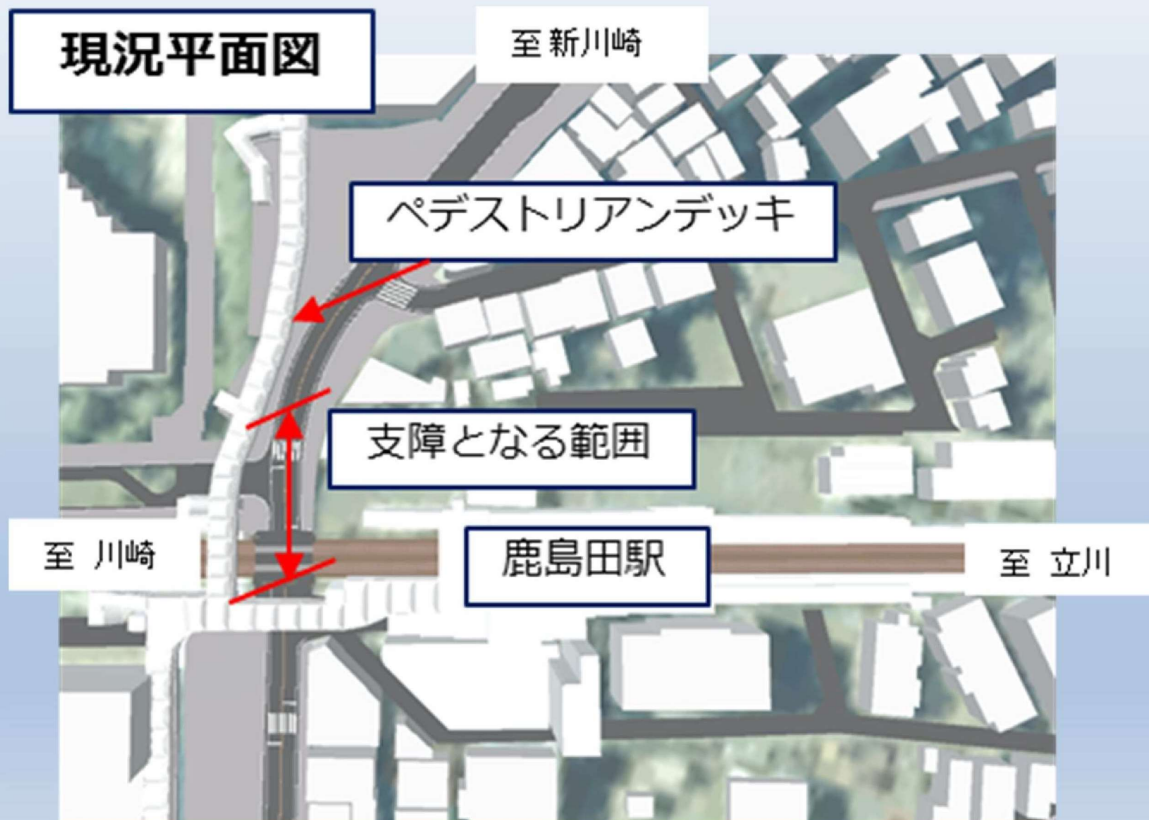 現況平面図
至 新川崎
ペデストリアンデッキ
支障となる範囲
至 川崎
鹿島田駅
至 立川